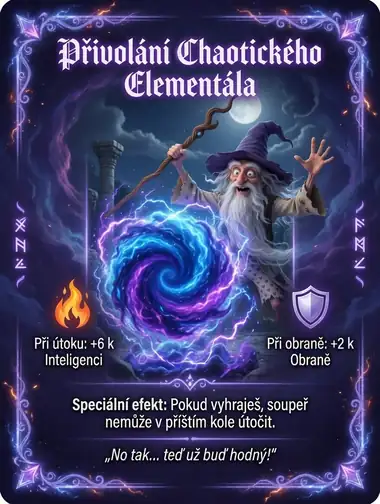 Přivolání Chaotického
Elementála
Při útoku: +6 k
Inteligenci
Při obraně: +2 k
Obraně
Speciální efekt: Pokud vyhraješ, soupeř
nemůže v příštím kole útočit.
„No tak... teď už buď hodný!“